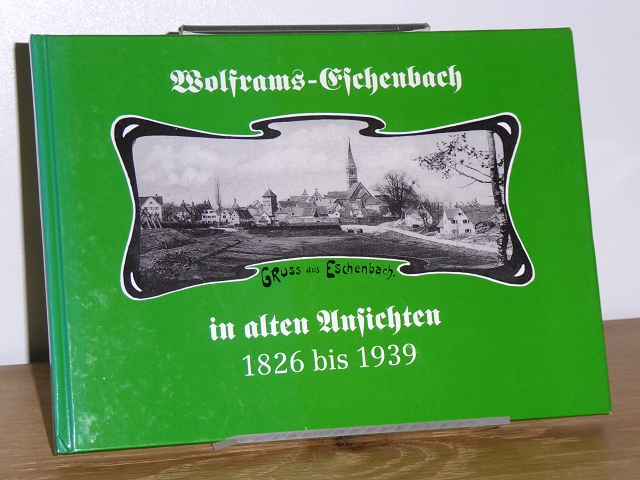 Wolframs-Eschenbach
Gruss aus Eschenbach.
in alten Ansichten
1826 bis 1939